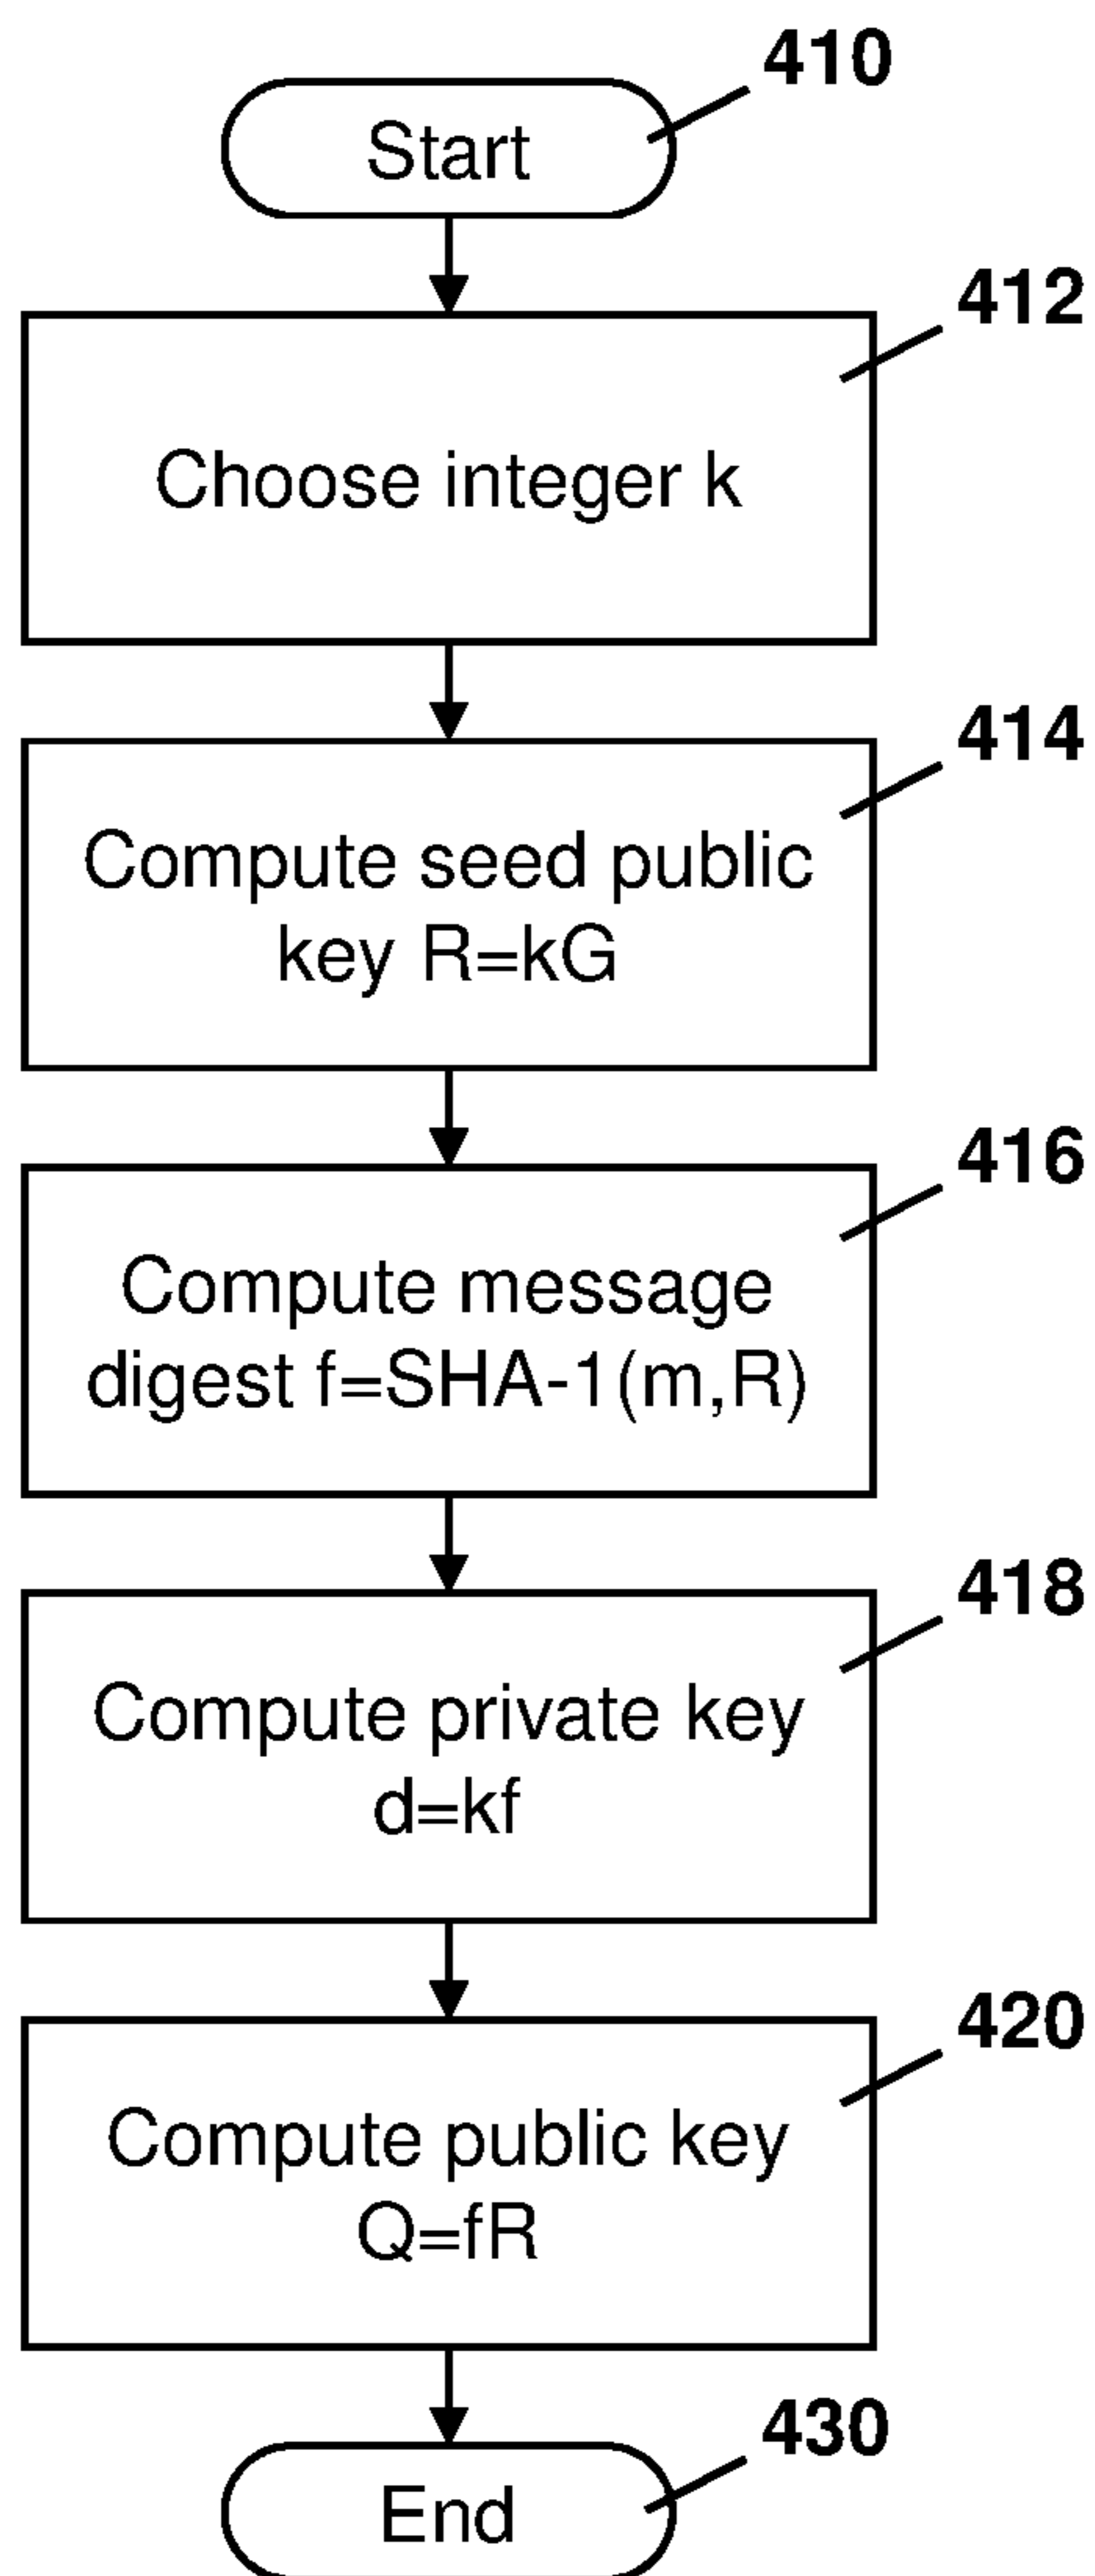 410
Start
412
Choose integer k
414
Compute seed public
key R=kG
416
Compute message
digest f=SHA-1(m,R)
418
Compute private key
d=kf
420
Compute public key
Q=fR
430
End